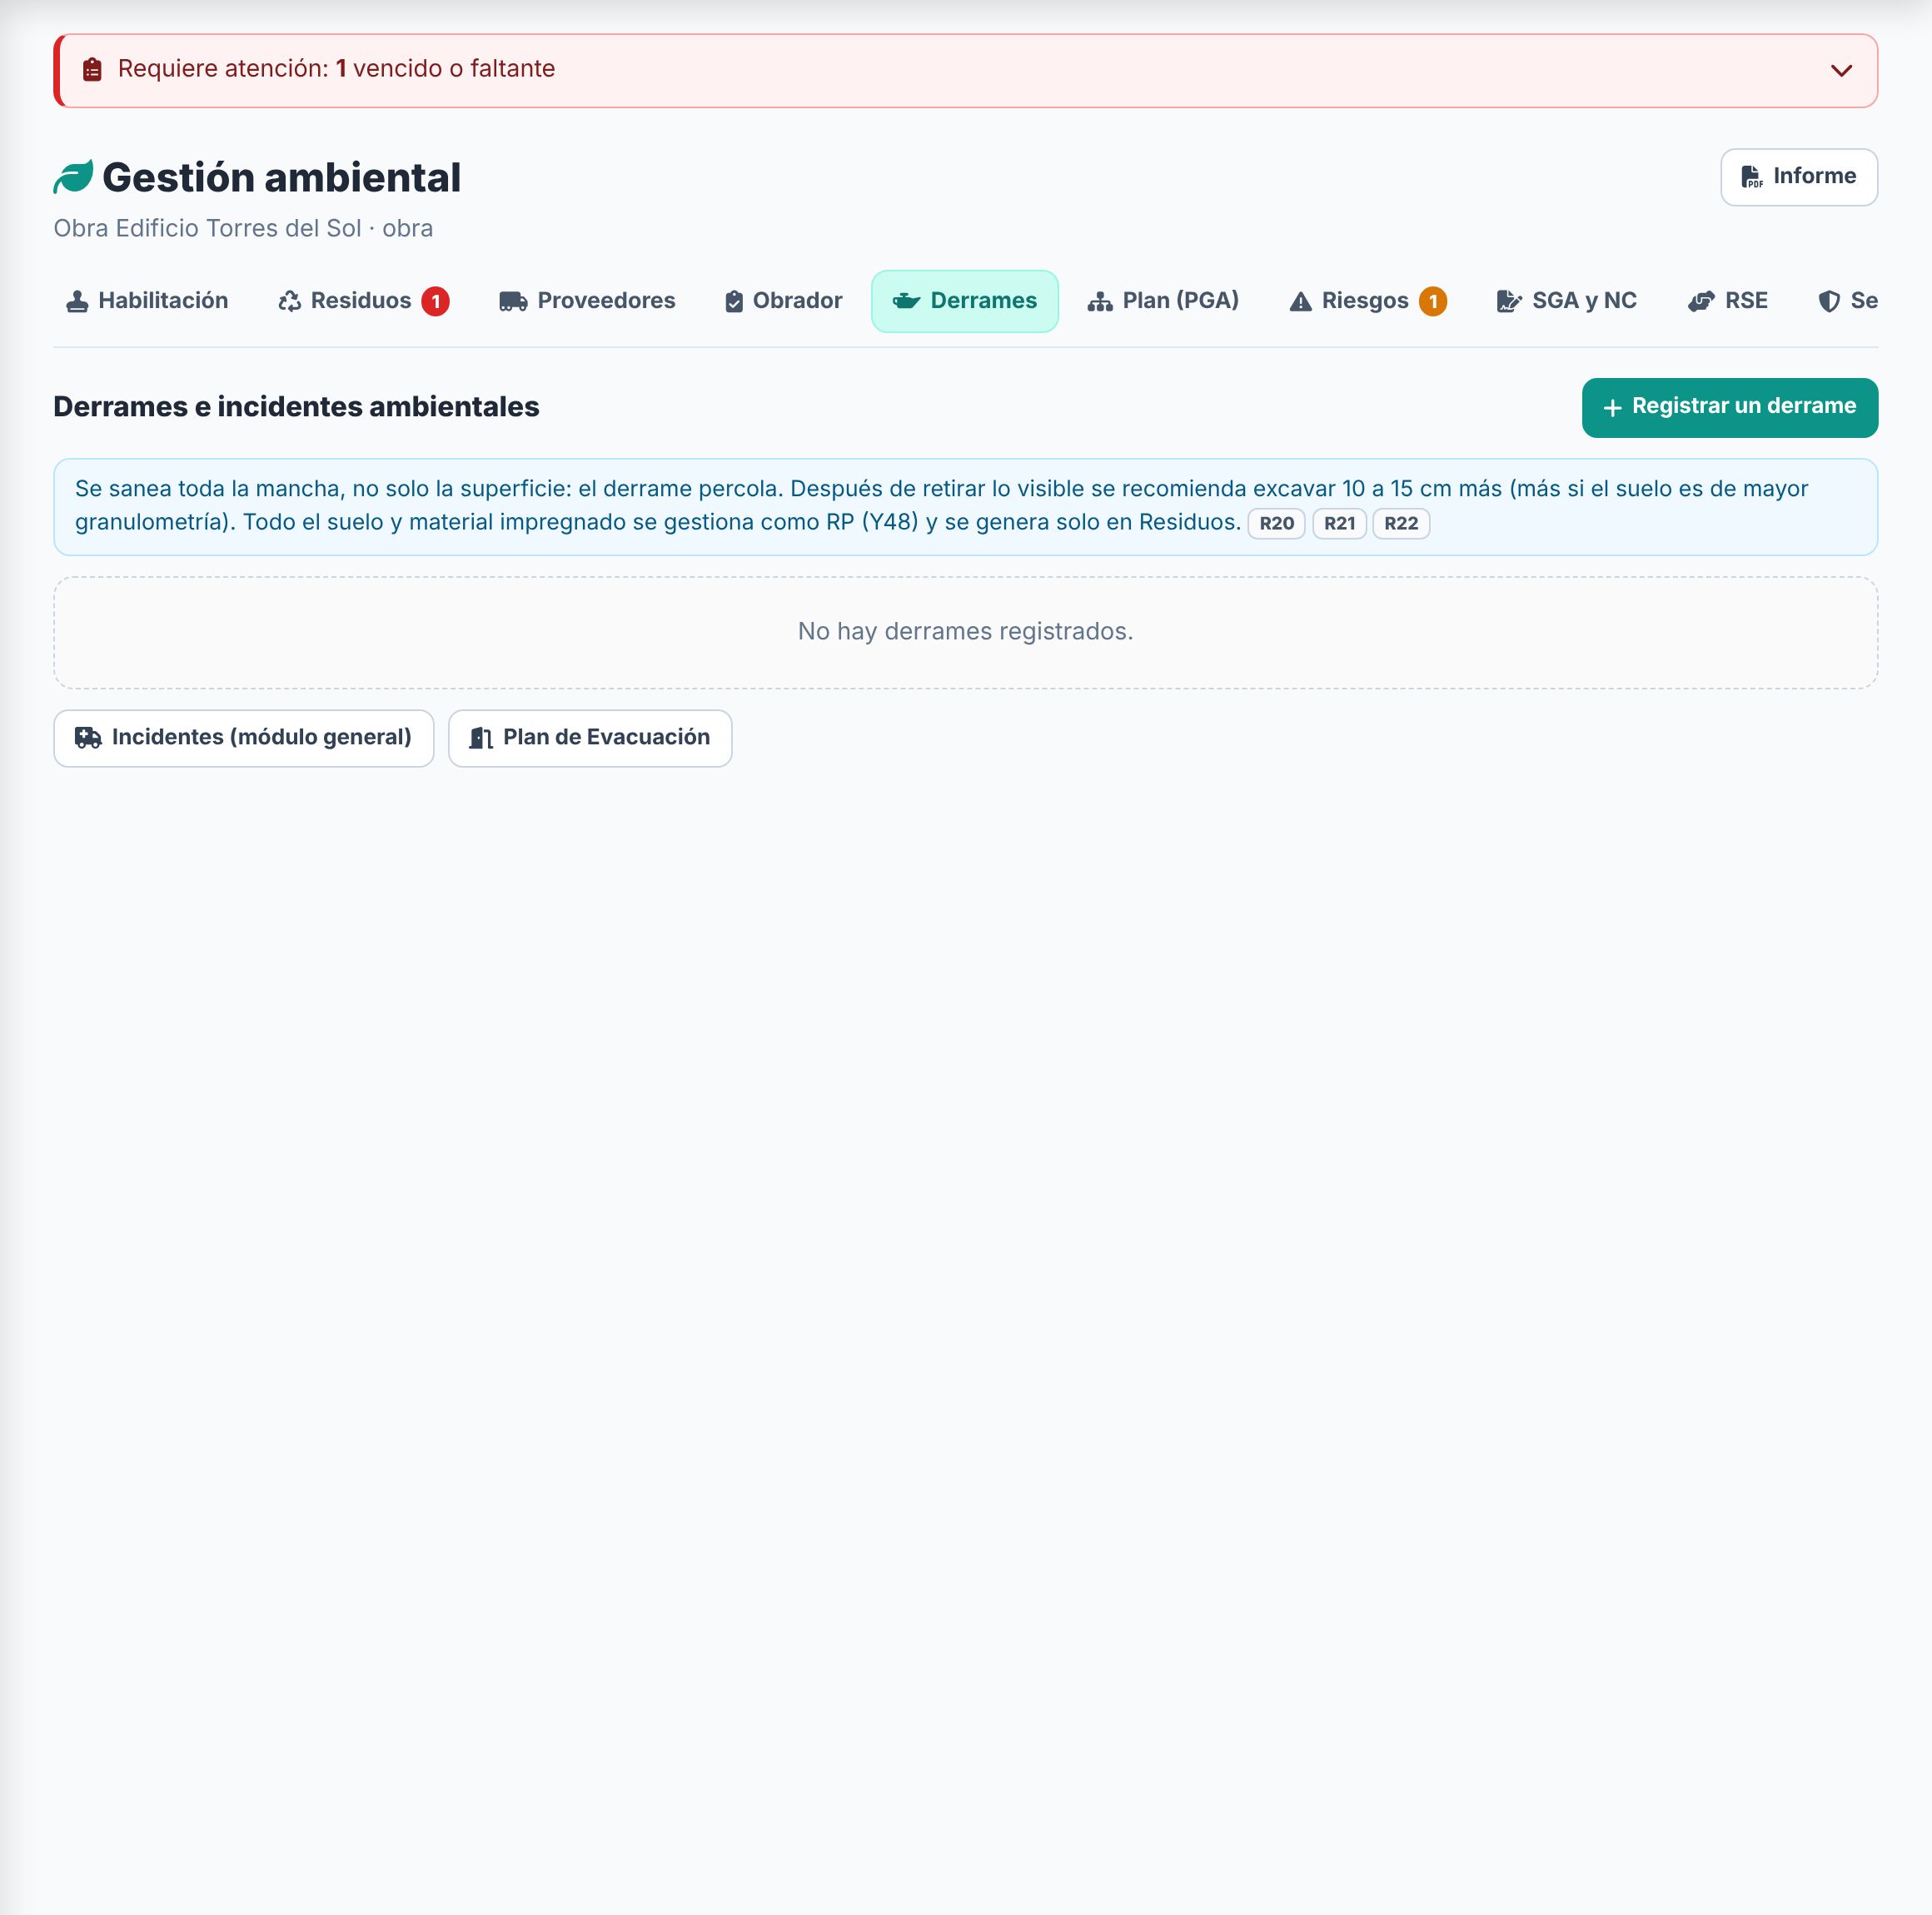 Requiere atención: 1 vencido o faltante
Gestión ambiental
Informe
Obra Edificio Torres del Sol · obra
Habilitación
Residuos 1
Proveedores
Obrador
Derrames
Plan (PGA)
Riesgos 1
SGA y NC
RSE
Se
Derrames e incidentes ambientales
+ Registrar un derrame
Se sanea toda la mancha, no solo la superficie: el derrame percola. Después de retirar lo visible se recomienda excavar 10 a 15 cm más (más si el suelo es de mayor
granulometría). Todo el suelo y material impregnado se gestiona como RP (Y48) y se genera solo en Residuos. R20 R21 R22
No hay derrames registrados.
Incidentes (módulo general)
Plan de Evacuación